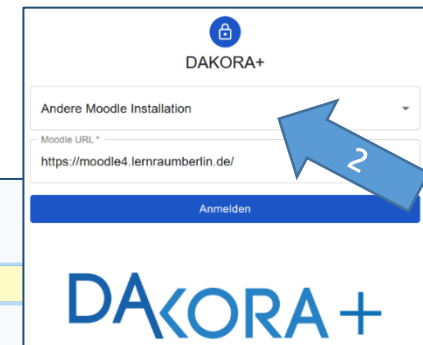 DAKORA+
Andere Moodle Installation
Moodle URL *
https://moodle4.lernraumberlin.de/
2
Anmelden
DAKORA+